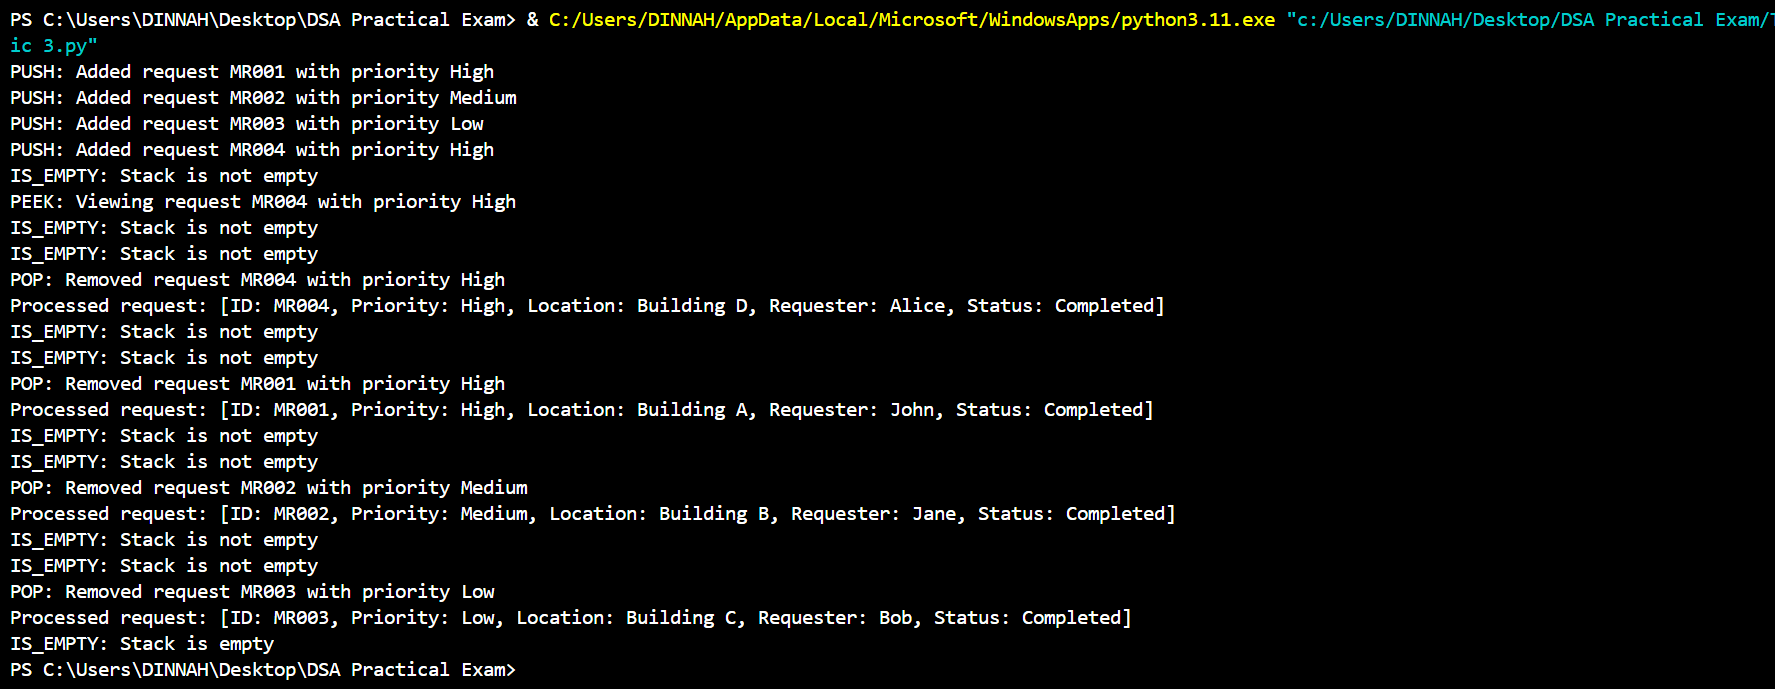 PS C:\Users\DINNAH\Desktop\DSA Practical Exam> & C:/Users/DINNAH/AppData/Local/Microsoft/WindowsApps/python3.11.exe "c:/Users/DINNAH/Desktop/DSA Practical Exam/
ic 3.py"
PUSH: Added request MR001 with priority High
PUSH: Added request MR002 with priority Medium
PUSH: Added request MR003 with priority Low
PUSH: Added request MR004 with priority High
IS_EMPTY: Stack is not empty
PEEK: Viewing request MR004 with priority High
IS_EMPTY: Stack is not empty
IS_EMPTY: Stack is not empty
POP: Removed request MR004 with priority High
Processed request: [ID: MR004, Priority: High, Location: Building D, Requester: Alice, Status: Completed]
IS_EMPTY: Stack is not empty
IS_EMPTY: Stack is not empty
POP: Removed request MR001 with priority High
Processed request: [ID: MR001, Priority: High, Location: Building A, Requester: John, Status: Completed]
IS_EMPTY: Stack is not empty
IS_EMPTY: Stack is not empty
POP: Removed request MR002 with priority Medium
Processed request: [ID: MR002, Priority: Medium, Location: Building B, Requester: Jane, Status: Completed]
IS_EMPTY: Stack is not empty
IS_EMPTY: Stack is not empty
POP: Removed request MR003 with priority Low
Processed request: [ID: MR003, Priority: Low, Location: Building C, Requester: Bob, Status: Completed]
IS_EMPTY: Stack is empty
PS C:\Users\DINNAH\Desktop\DSA Practical Exam>